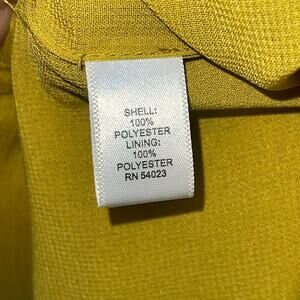 SHELL:
100%
POLYESTER
LINING:
100%
POLYESTER
RN 54023